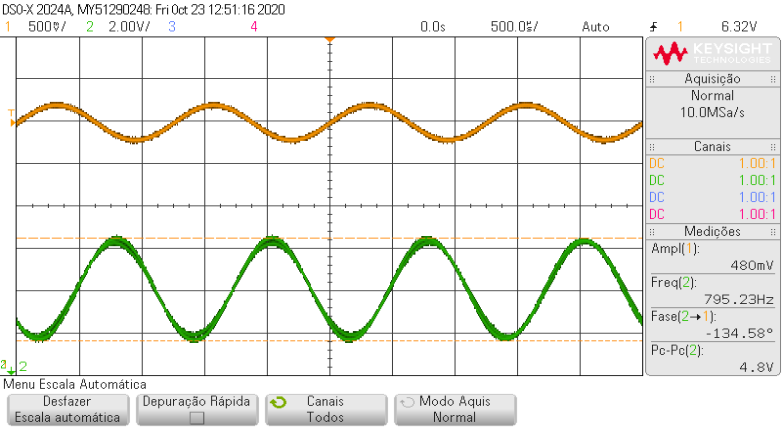 DSO-X 2024A, MY51290248: Fri Oct 23 12:51:16 2020
1 500%/ 2 2.00V/ 3 4 0.0s 500.0%/ Auto 1 6.32V
KEYSIGHT
TECHNOLOGIES
Aquisição
Normal
10.0MSa/s
Canais
DC 1.00:1
DC 1.00:1
DC 1.00:1
DC 1.00:1
Medições
Ampl(1):
480mV
Freq(2):
795.23Hz
Fase(2→1):
-134.58°
Pc-Pc(2):
4.8V
T
2
2
Menu Escala Automática
Desfazer
Escala automática
Depuração Rápida
Canais
Todos
Modo Aquis
Normal